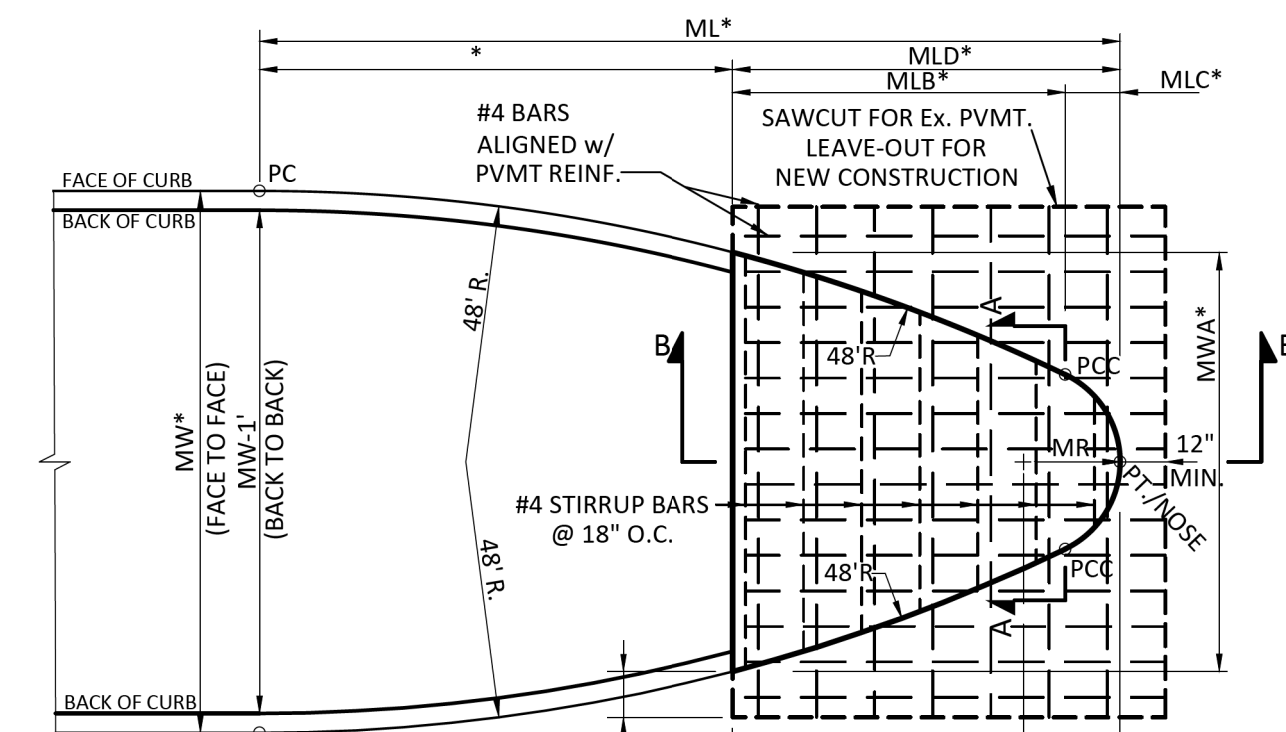 ML*
*
MLD*
MLB*
MLC*
#4 BARS
ALIGNED w/
PVMT REINF.
SAWCUT FOR Ex. PVMT.
LEAVE-OUT FOR
NEW CONSTRUCTION
FACE OF CURB
PC
BACK OF CURB
48' R.
A
MWA*
B
B
48'R
PCC
MW*
(FACE TO FACE)
MW-1'
(BACK TO BACK)
MR
12"
MIN.
PT./NOSE
#4 STIRRUP BARS
@ 18" O.C.
48' R.
48'R
PCC
A
BACK OF CURB